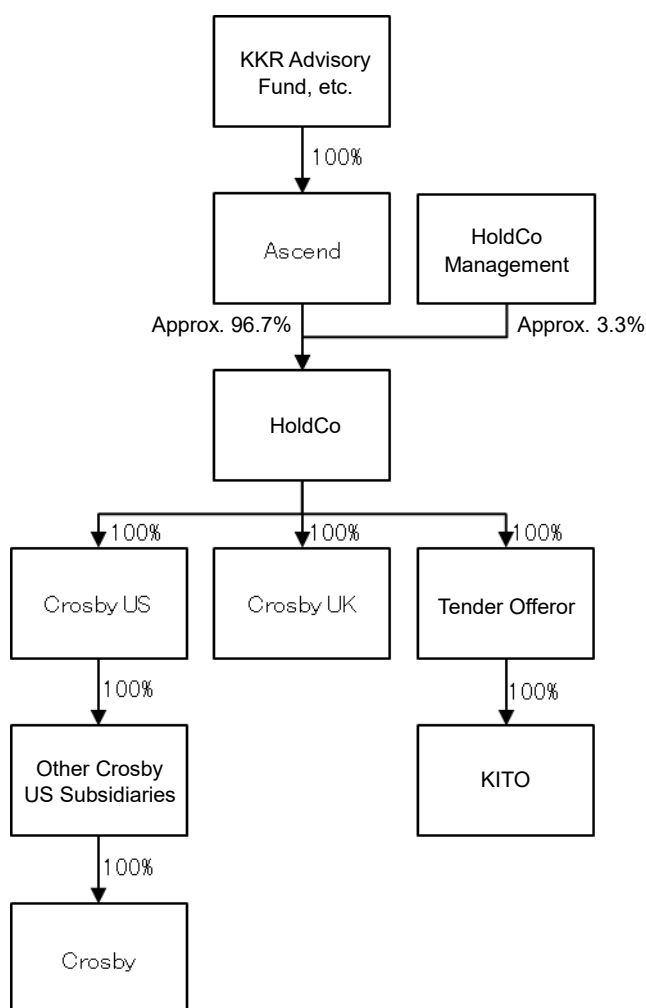 KKR Advisory
Fund, etc.
100%
Ascend
HoldCo
Management
Approx. 96.7%
Approx. 3.3%
HoldCo
100%
100%
100%
Crosby US
Crosby UK
Tender Offeror
100%
100%
Other Crosby
US Subsidiaries
KITO
100%
Crosby